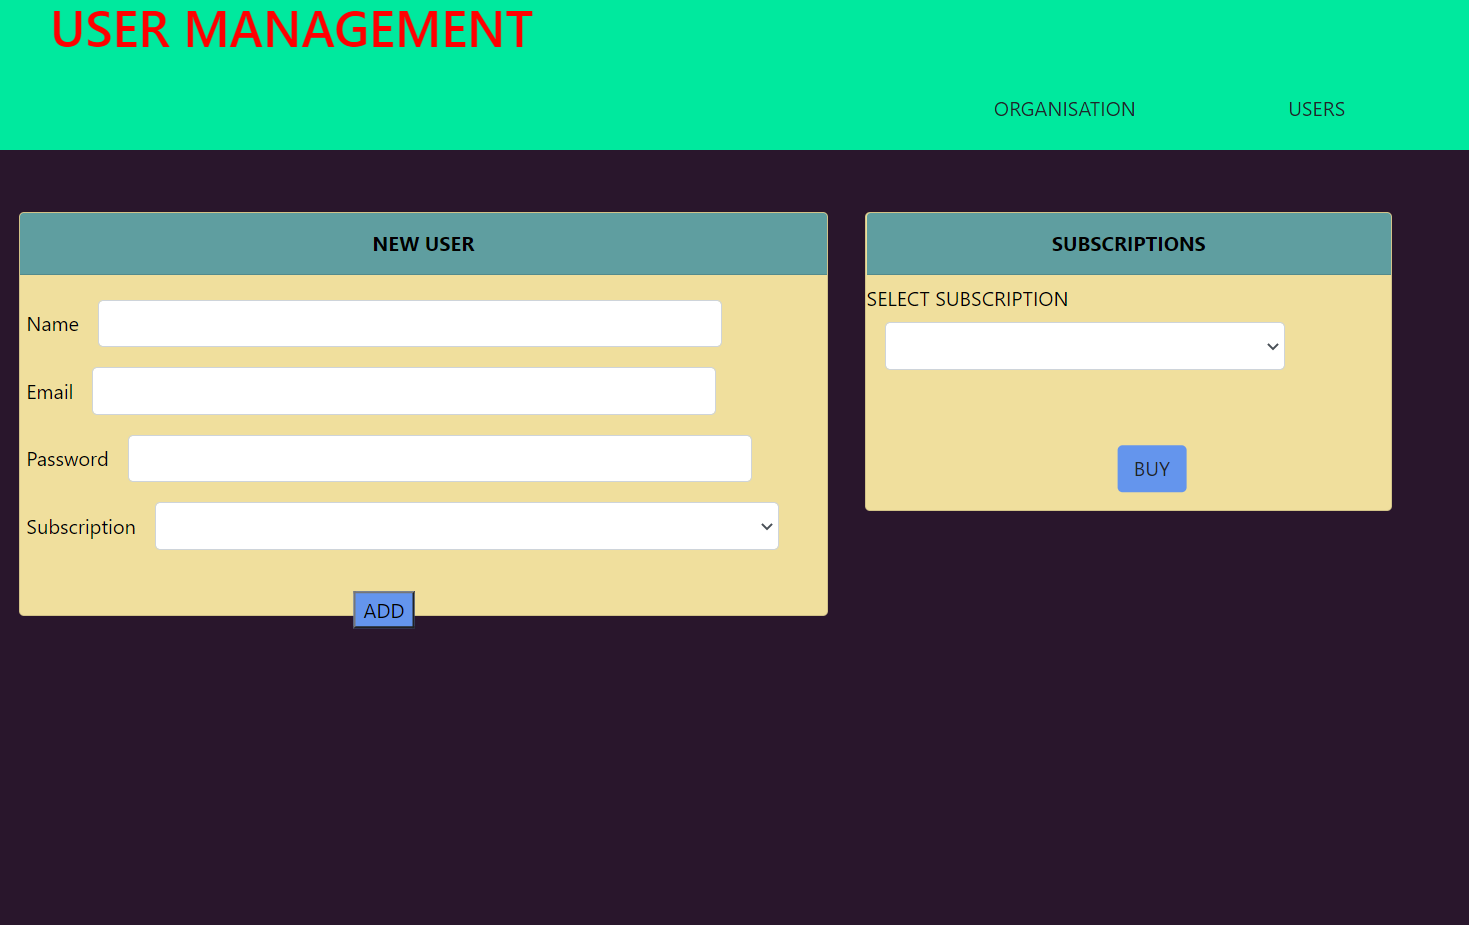 USER MANAGEMENT
ORGANISATION USERS
NEW USER
Name
Email
Password
Subscription
ADD
SUBSCRIPTIONS
SELECT SUBSCRIPTION
BUY